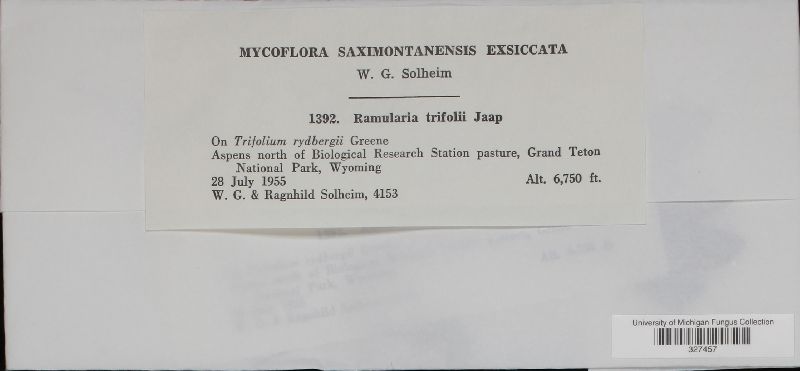 MYCOFLORA SAXIMONTANENSIS EXSICCATA
W. G. Solheim
1392. Ramularia trifolii Jaap
On Trifolium rydbergii Greene
Aspens north of Biological Research Station pasture, Grand Teton
National Park, Wyoming
28 July 1955 Alt. 6,750 ft.
W. G. & Ragnhild Solheim, 4153
University of Michigan Fungus Collection
327457